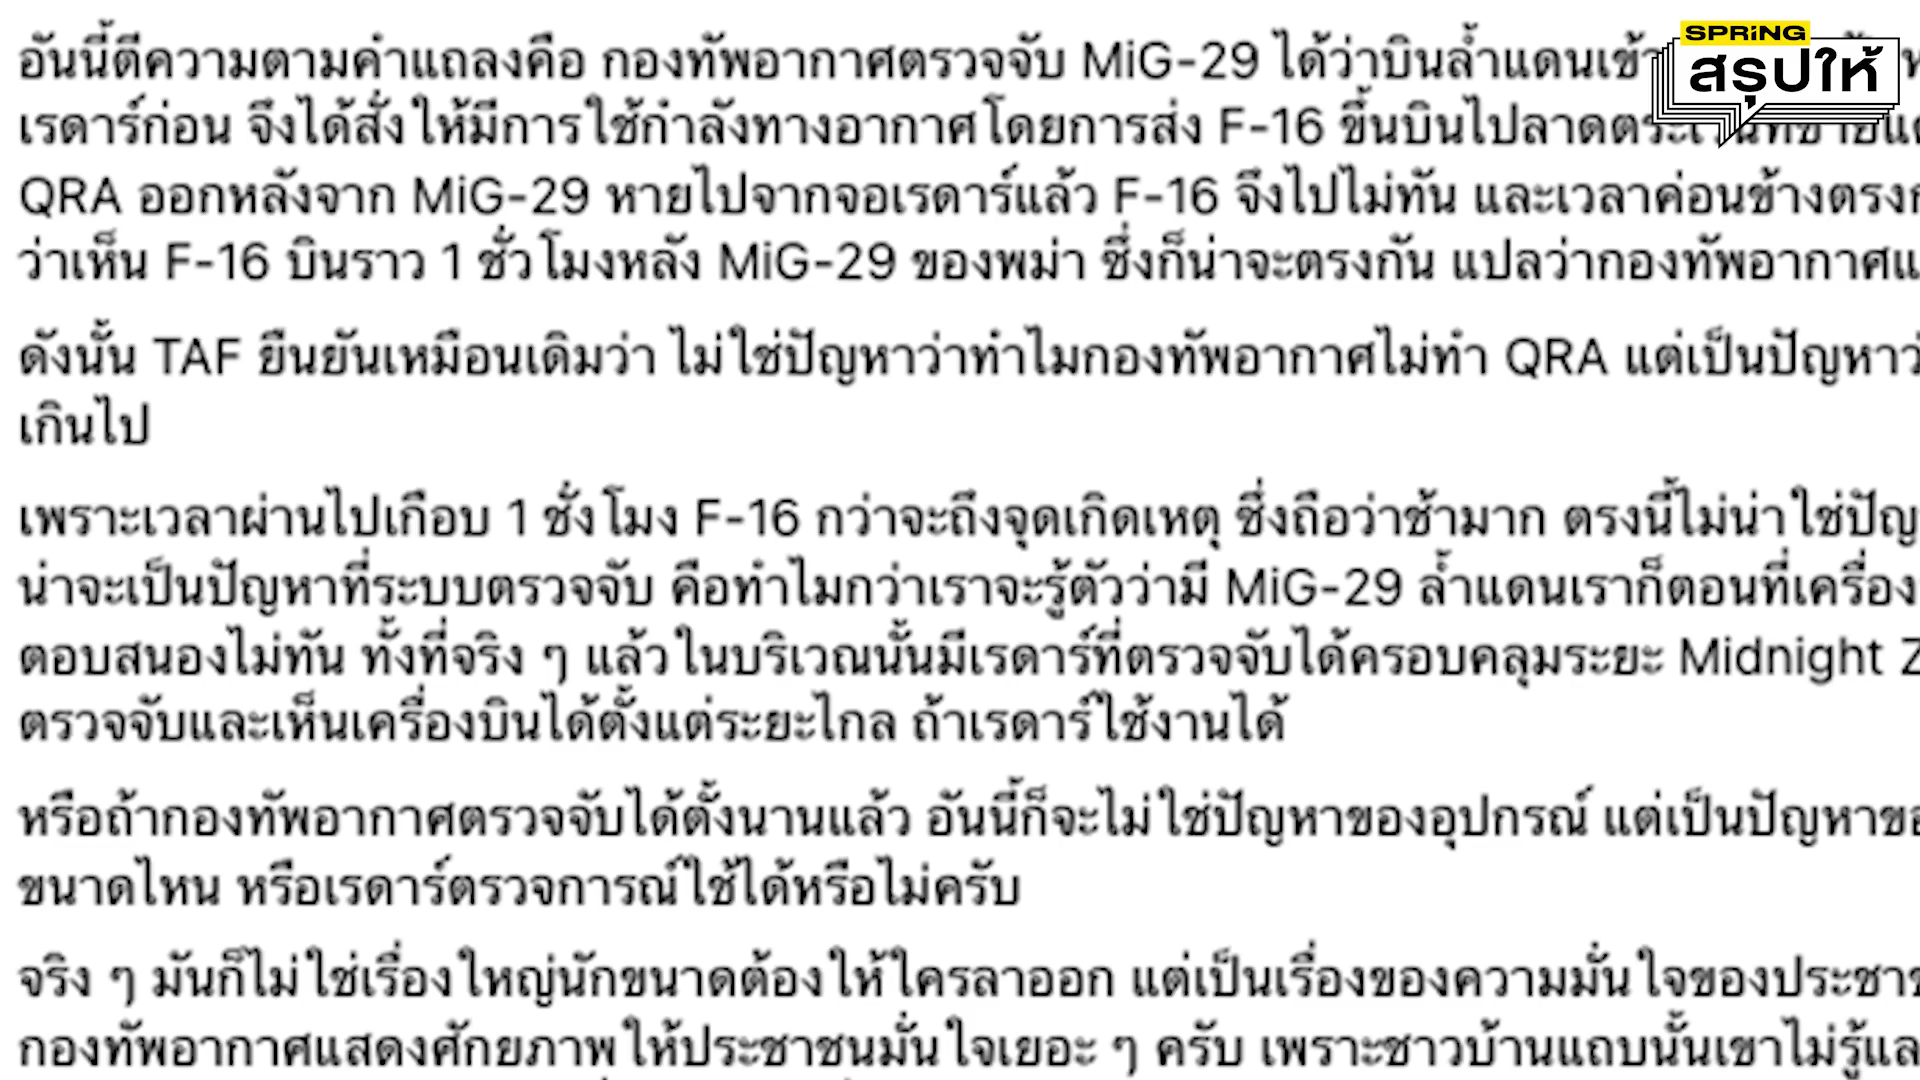 SPRiNG
สรุปให้
อันนี้ตีความตามคำแถลงคือ กองทัพอากาศตรวจจับ MiG-29 ได้ว่าบินล้ำแดนเข้า
เรดาร์ก่อน จึงได้สั่งให้มีการใช้กำลังทางอากาศโดยการส่ง F-16 ขึ้นบินไปลาดตระเวนที่ชายแด
QRA ออกหลังจาก MiG-29 หายไปจากจอเรดาร์แล้ว F-16 จึงไปไม่ทัน และเวลาค่อนข้างตรงก
ว่าเห็น F-16 บินราว 1 ชั่วโมงหลัง MiG-29 ของพม่า ซึ่งก็น่าจะตรงกัน แปลว่ากองทัพอากาศแ
ดังนั้น TAF ยืนยันเหมือนเดิมว่า ไม่ใช่ปัญหาว่าทำไมกองทัพอากาศไม่ทำ QRA แต่เป็นปัญหาว่
เกินไป
เพราะเวลาผ่านไปเกือบ 1 ชั่งโมง F-16 กว่าจะถึงจุดเกิดเหตุ ซึ่งถือว่าช้ามาก ตรงนี้ไม่น่าใช่ปัญ
น่าจะเป็นปัญหาที่ระบบตรวจจับ คือทำไมกว่าเราจะรู้ตัวว่ามี MiG-29 ล้ำแดนเราก็ตอนที่เครื่อง
ตอบสนองไม่ทัน ทั้งที่จริง ๆ แล้วในบริเวณนั้นมีเรดาร์ที่ตรวจจับได้ครอบคลุมระยะ Midnight Z
ตรวจจับและเห็นเครื่องบินได้ตั้งแต่ระยะไกล ถ้าเรดาร์ใช้งานได้
หรือถ้ากองทัพอากาศตรวจจับได้ตั้งนานแล้ว อันนี้ก็จะไม่ใช่ปัญหาของอุปกรณ์ แต่เป็นปัญหาขอ
ขนาดไหน หรือเรดาร์ตรวจการณ์ใช้ได้หรือไม่ครับ
จริง ๆ มันก็ไม่ใช่เรื่องใหญ่นักขนาดต้องให้ใครลาออก แต่เป็นเรื่องของความมั่นใจของประชาช
กองทัพอากาศแสดงศักยภาพให้ประชาชนมั่นใจเยอะ ๆ ครับ เพราะชาวบ้านแถบนั้นเขาไม่รู้แล